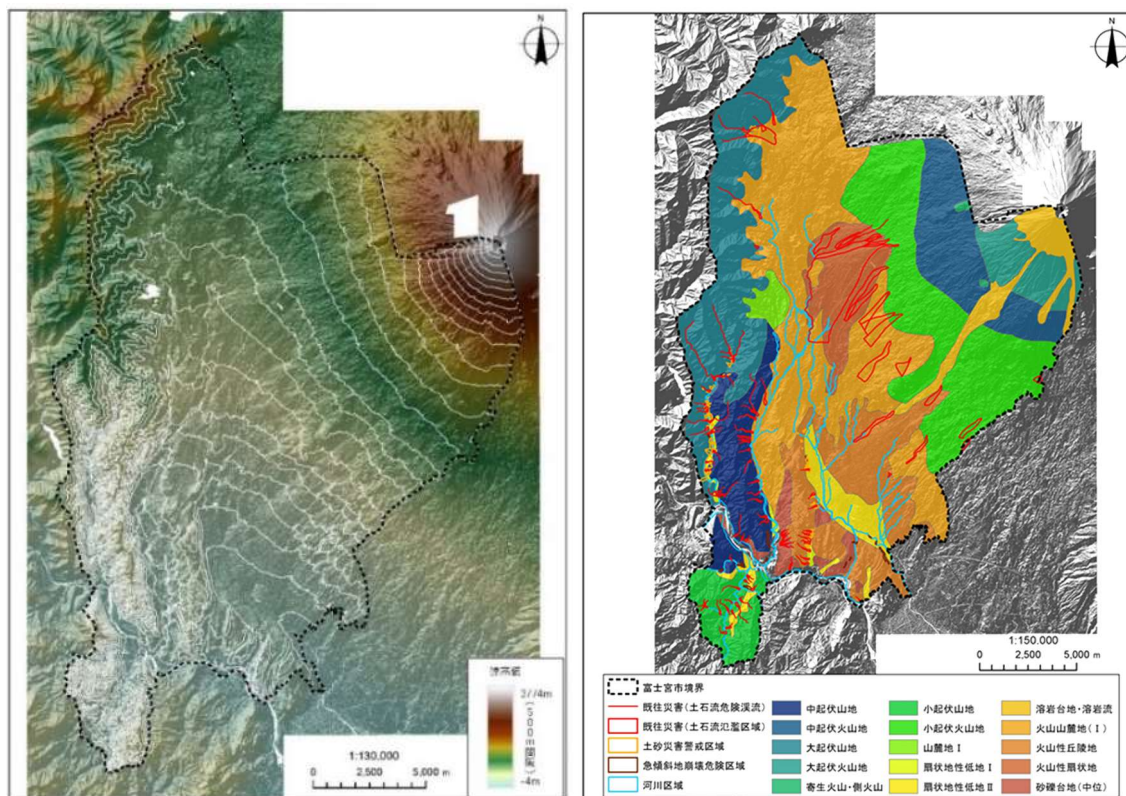 N
標高値
3774m
(500m間隔)
-4m
1:130,000
0 2,500 5,000 m
N
1:150,000
0 2,500 5,000 m
富士宮市境界
既往災害(土石流危険渓流)
既往災害(土石流氾濫区域)
土砂災害警戒区域
急傾斜地崩壊危険区域
河川区域
中起伏山地
中起伏火山地
大起伏山地
大起伏火山地
寄生火山・側火山
小起伏山地
小起伏火山地
山麓地Ⅰ
扇状地性低地Ⅰ
扇状地性低地Ⅱ
溶岩台地・溶岩流
火山山麓地(Ⅰ)
火山性丘陵地
火山性扇状地
砂礫台地(中位)